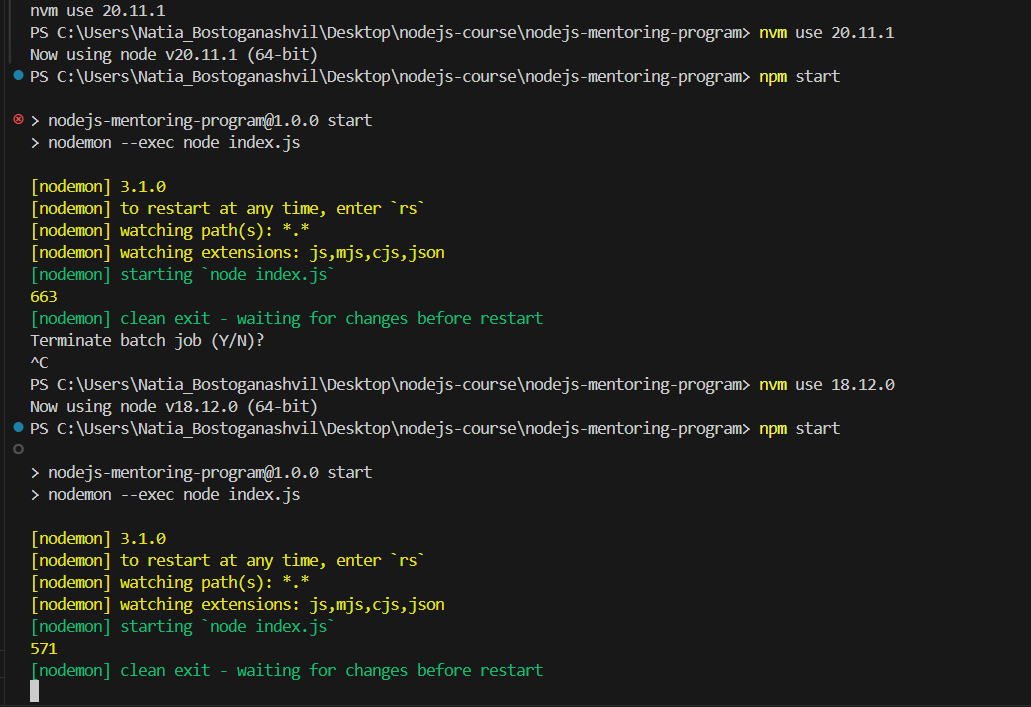 nvm use 20.11.1
PS C:\Users\Natia_Bostoganashvil\Desktop\nodejs-course\nodejs-mentoring-program> nvm use 20.11.1
Now using node v20.11.1 (64-bit)
PS C:\Users\Natia_Bostoganashvil\Desktop\nodejs-course\nodejs-mentoring-program> npm start
> nodejs-mentoring-program@1.0.0 start
> nodemon --exec node index.js
[nodemon] 3.1.0
[nodemon] to restart at any time, enter `rs`
[nodemon] watching path(s): *.*
[nodemon] watching extensions: js,mjs,cjs,json
[nodemon] starting `node index.js`
663
[nodemon] clean exit - waiting for changes before restart
Terminate batch job (Y/N)?
^C
PS C:\Users\Natia_Bostoganashvil\Desktop\nodejs-course\nodejs-mentoring-program> nvm use 18.12.0
Now using node v18.12.0 (64-bit)
PS C:\Users\Natia_Bostoganashvil\Desktop\nodejs-course\nodejs-mentoring-program> npm start
> nodejs-mentoring-program@1.0.0 start
> nodemon --exec node index.js
[nodemon] 3.1.0
[nodemon] to restart at any time, enter `rs`
[nodemon] watching path(s): *.*
[nodemon] watching extensions: js,mjs,cjs,json
[nodemon] starting `node index.js`
571
[nodemon] clean exit - waiting for changes before restart